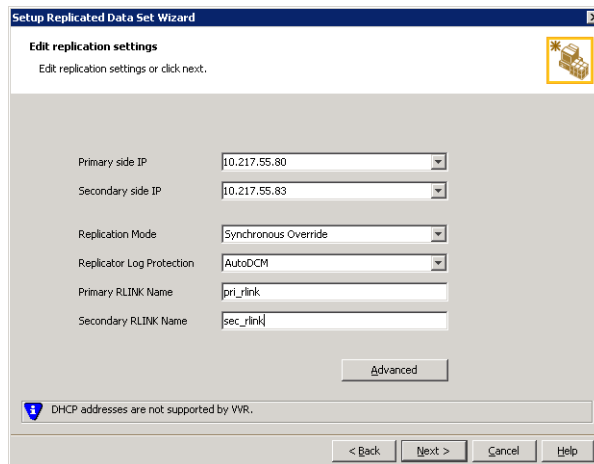 Setup Replicated Data Set Wizard
Edit replication settings
Edit replication settings or click next.
Primary side IP 10.217.55.80
Secondary side IP 10.217.55.83
Replication Mode Synchronous Override
Replicator Log Protection AutoDCM
Primary RLINK Name pri_rlink
Secondary RLINK Name sec_rlink
Advanced
i DHCP addresses are not supported by VVR.
< Back Next > Cancel Help